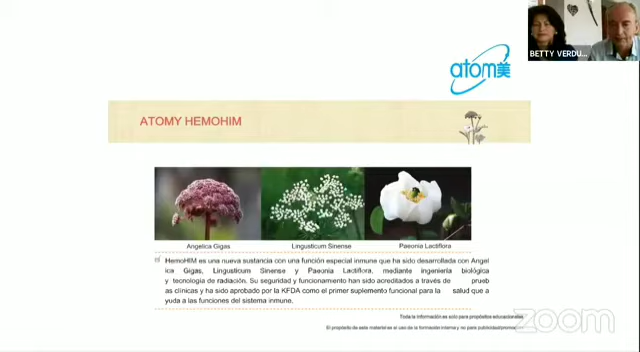 BETTY VERDU...
atom美
ATOMY HEMOHIM
Angelica Gigas
Lingusticum Sinense
Paeonia Lactiflora
HemoHIM es una nueva sustancia con una función especial inmune que ha sido desarrollada con Angel
ica Gigas, Lingusticum Sinense y Paeonia Lactiflora, mediante ingeniería biológica
y tecnología de radiación. Su seguridad y funcionamiento han sido acreditados a través de prueb
as clínicas y ha sido aprobado por la KFDA como el primer suplemento funcional para la salud que a
yuda a las funciones del sistema inmune.
Toda la información es solo para propósitos educacionales
El propósito de este material es al uso de la formación interna y no para publicidad/promoción
zoom